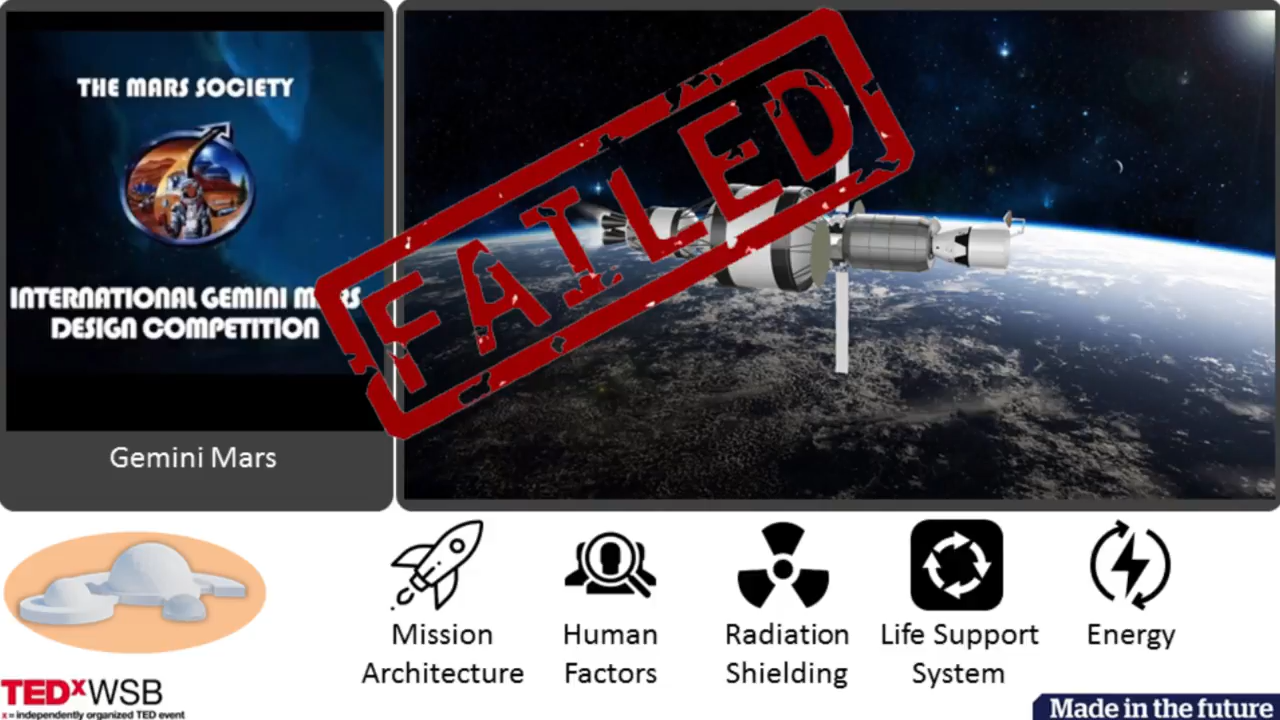 THE MARS SOCIETY
INTERNATIONAL GEMINI MARS
DESIGN COMPETITION
Gemini Mars
FAILED
Mission
Architecture
Human
Factors
Radiation
Shielding
Life Support
System
Energy
TEDxWSB
x = independently organized TED event
Made in the future